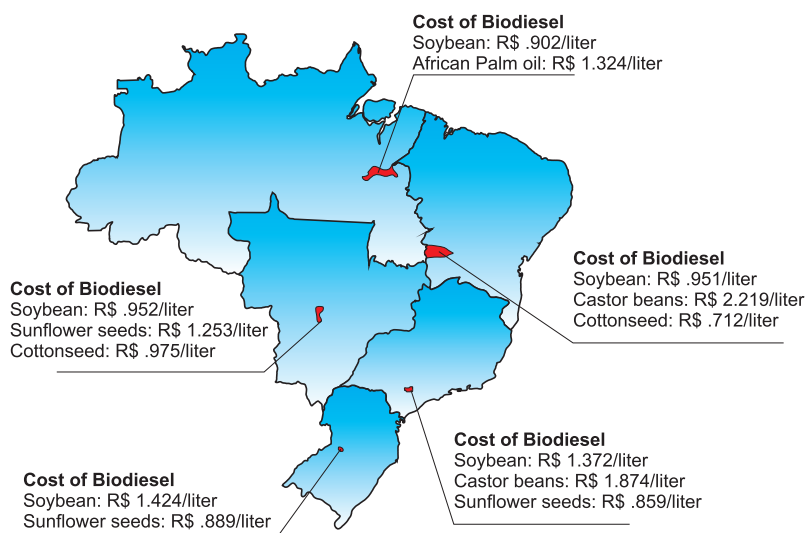 Cost of Biodiesel
Soybean: R$ .902/liter
African Palm oil: R$ 1.324/liter
Cost of Biodiesel
Soybean: R$ .951/liter
Castor beans: R$ 2.219/liter
Cottonseed: R$ .712/liter
Cost of Biodiesel
Soybean: R$ .952/liter
Sunflower seeds: R$ 1.253/liter
Cottonseed: R$ .975/liter
Cost of Biodiesel
Soybean: R$ 1.372/liter
Castor beans: R$ 1.874/liter
Sunflower seeds: R$ .859/liter
Cost of Biodiesel
Soybean: R$ 1.424/liter
Sunflower seeds: R$ .889/liter